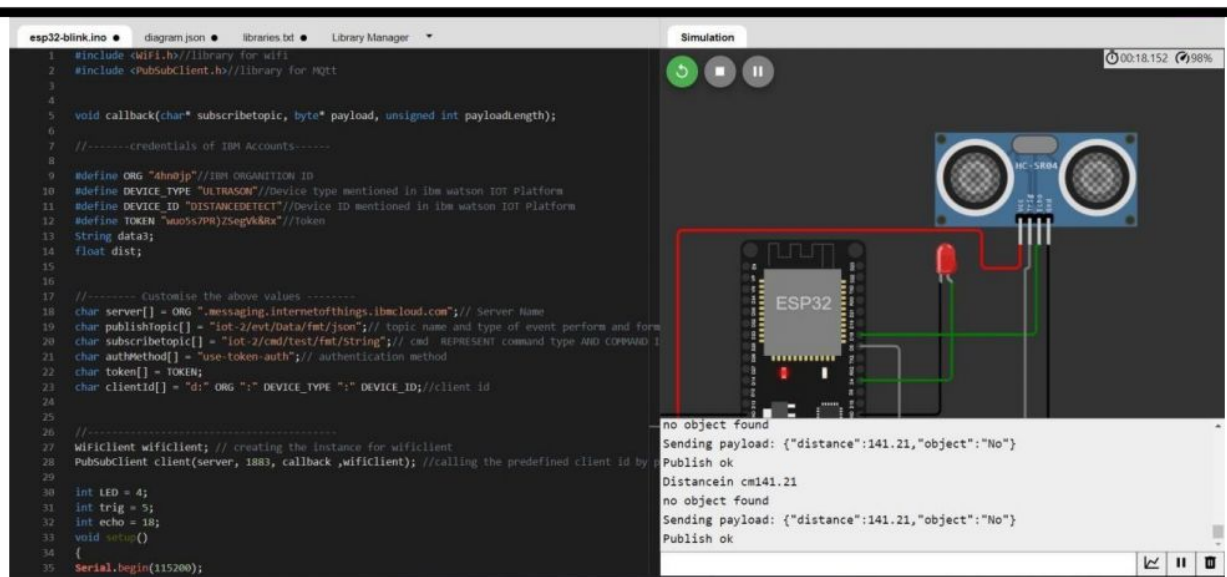 esp32-blink.ino diagram.json libraries.txt Library Manager
1 #include <WiFi.h>//library for wifi
2 #include <PubSubClient.h>//library for MQtt
3
4
5 void callback(char* subscribetopic, byte* payload, unsigned int payloadLength);
6
7 //-------credentials of IBM Accounts------
8
9 #define ORG "4hn0jp"//IBM ORGANITION ID
10 #define DEVICE_TYPE "ULTRASON"//Device type mentioned in ibm watson IOT Platform
11 #define DEVICE_ID "DISTANCEDETECT"//Device ID mentioned in ibm watson IOT Platform
12 #define TOKEN "wuo5s7PR)ZSegVk&Rx"//Token
13 String data3;
14 float dist;
15
16
17 //-------- Customise the above values --------
18 char server[] = ORG ".messaging.internetofthings.ibmcloud.com";// Server Name
19 char publishTopic[] = "iot-2/evt/Data/fmt/json";// topic name and type of event perform and form
20 char subscribetopic[] = "iot-2/cmd/test/fmt/String";// cmd REPRESENT command type AND COMMAND I
21 char authMethod[] = "use-token-auth";// authentication method
22 char token[] = TOKEN;
23 char clientId[] = "d:" ORG ":" DEVICE_TYPE ":" DEVICE_ID;//client id
24
25
26 //-----------------------------------------
27 WiFiClient wifiClient; // creating the instance for wificlient
28 PubSubClient client(server, 1883, callback ,wifiClient); //calling the predefined client id by p
29
30 int LED = 4;
31 int trig = 5;
32 int echo = 18;
33 void setup()
34 {
35 Serial.begin(115200);
Simulation
00:18.152 98%
HC-SR04
Vcc Trig Echo Gnd
ESP32
no object found
Sending payload: {"distance":141.21,"object":"No"}
Publish ok
Distancein cm141.21
no object found
Sending payload: {"distance":141.21,"object":"No"}
Publish ok